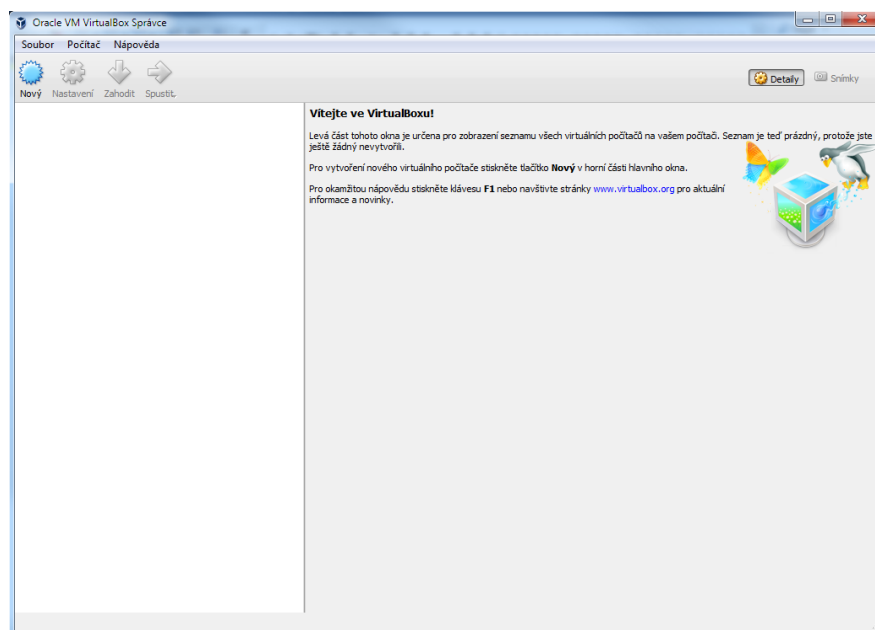 Oracle VM VirtualBox Správce
Soubor Počítač Nápověda
Nový Nastavení Zahodit Spustit
Detaily Snímky
Vítejte ve VirtualBoxu!
Levá část tohoto okna je určena pro zobrazení seznamu všech virtuálních počítačů na vašem počítači. Seznam je teď prázdný, protože jste
ještě žádný nevytvořili.
Pro vytvoření nového virtuálního počítače stiskněte tlačítko Nový v horní části hlavního okna.
Pro okamžitou nápovědu stiskněte klávesu F1 nebo navštivte stránky www.virtualbox.org pro aktuální
informace a novinky.